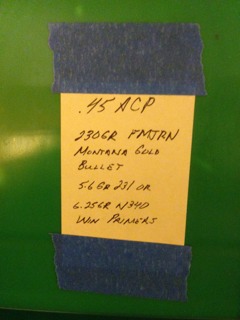 .45 ACP
230GR FMJRN
MONTANA GOLD
BULLET
5.6GR 231 OR
6.25GR N340
WIN PRIMERS